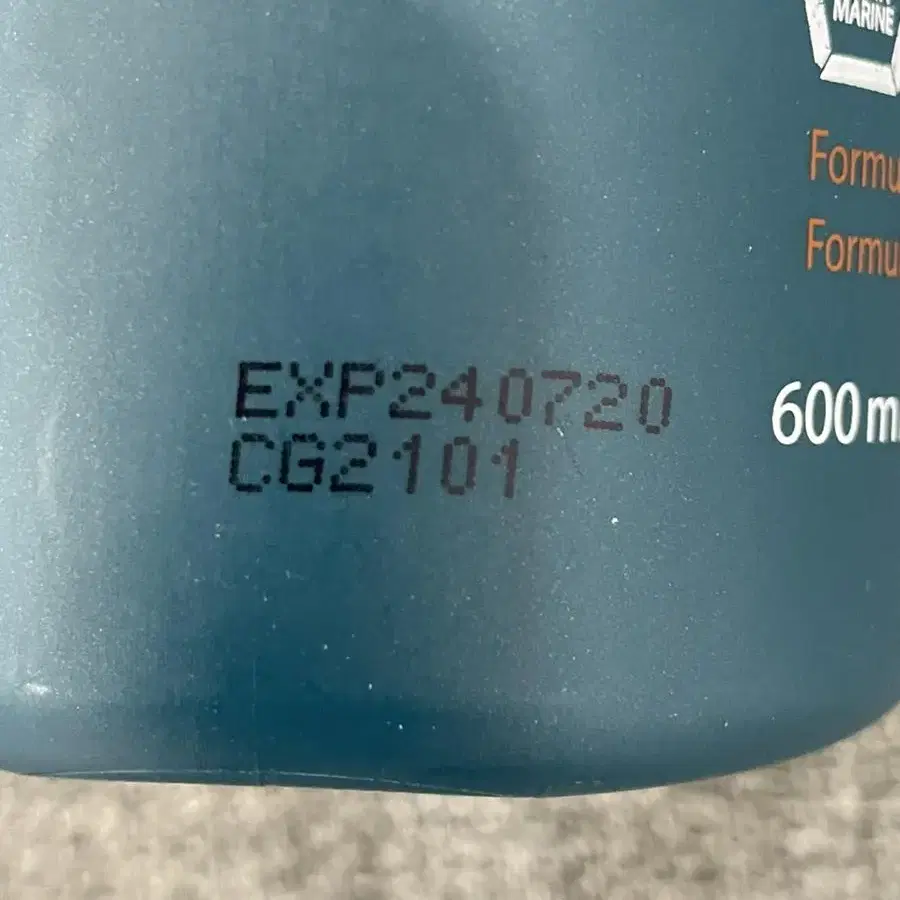 MARINE
Formu
Formu
EXP240720
CG2101
600 m